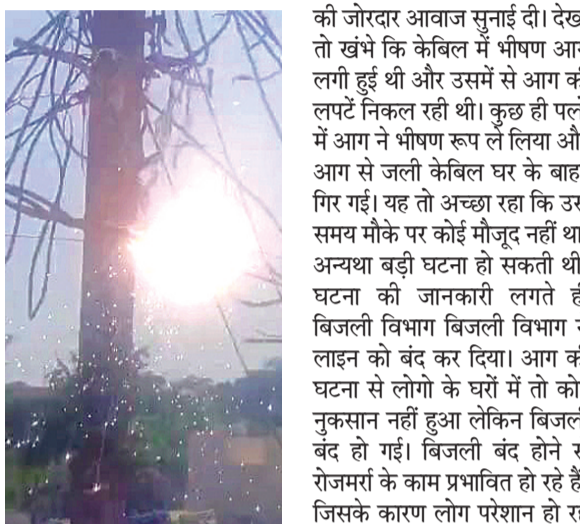 की जोरदार आवाज सुनाई दी। देखा
तो खंभे कि केबिल में भीषण आग
लगी हुई थी और उसमें से आग की
लपटें निकल रही थी। कुछ ही पलों
में आग ने भीषण रूप ले लिया और
आग से जली केबिल घर के बाहर
गिर गई। यह तो अच्छा रहा कि उस
समय मौके पर कोई मौजूद नहीं था
अन्यथा बड़ी घटना हो सकती थी
घटना की जानकारी लगते ही
बिजली विभाग बिजली विभाग ने
लाइन को बंद कर दिया। आग की
घटना से लोगो के घरों में तो कोई
नुकसान नहीं हुआ लेकिन बिजली
बंद हो गई। बिजली बंद होने से
रोजमर्रा के काम प्रभावित हो रहे हैं
जिसके कारण लोग परेशान हो रहे